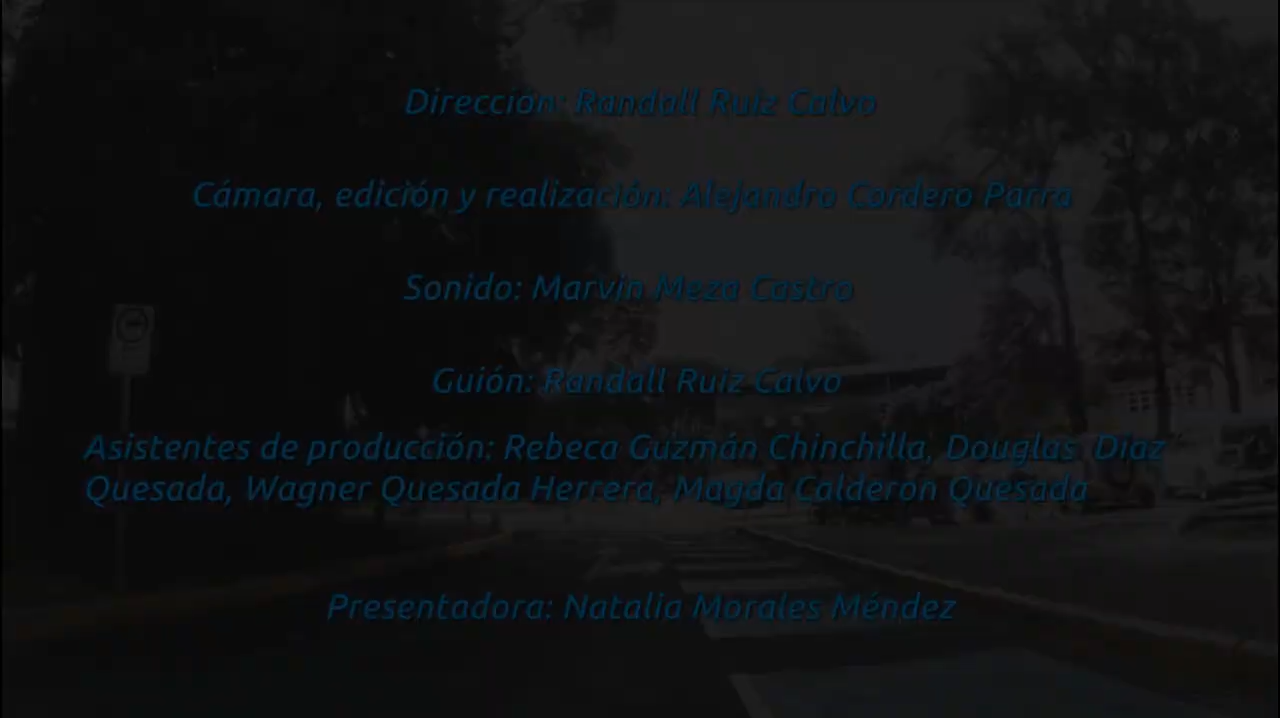 Dirección: Randall Ruiz Calvo
Cámara, edición y realización: Alejandro Cordero Parra
Sonido: Marvin Meza Castro
Guión: Randall Ruiz Calvo
Asistentes de producción: Rebeca Guzmán Chinchilla, Douglas Díaz
Quesada, Wagner Quesada Herrera, Magda Calderón Quesada
Presentadora: Natalia Morales Méndez